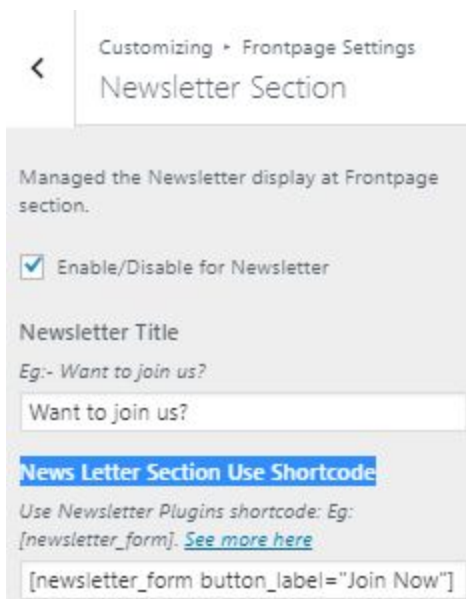 Customizing ▸ Frontpage Settings
Newsletter Section
Managed the Newsletter display at Frontpage
section.
Enable/Disable for Newsletter
Newsletter Title
Eg:- Want to join us?
Want to join us?
News Letter Section Use Shortcode
Use Newsletter Plugins shortcode: Eg:
[newsletter_form]. See more here
[newsletter_form button_label="Join Now"]